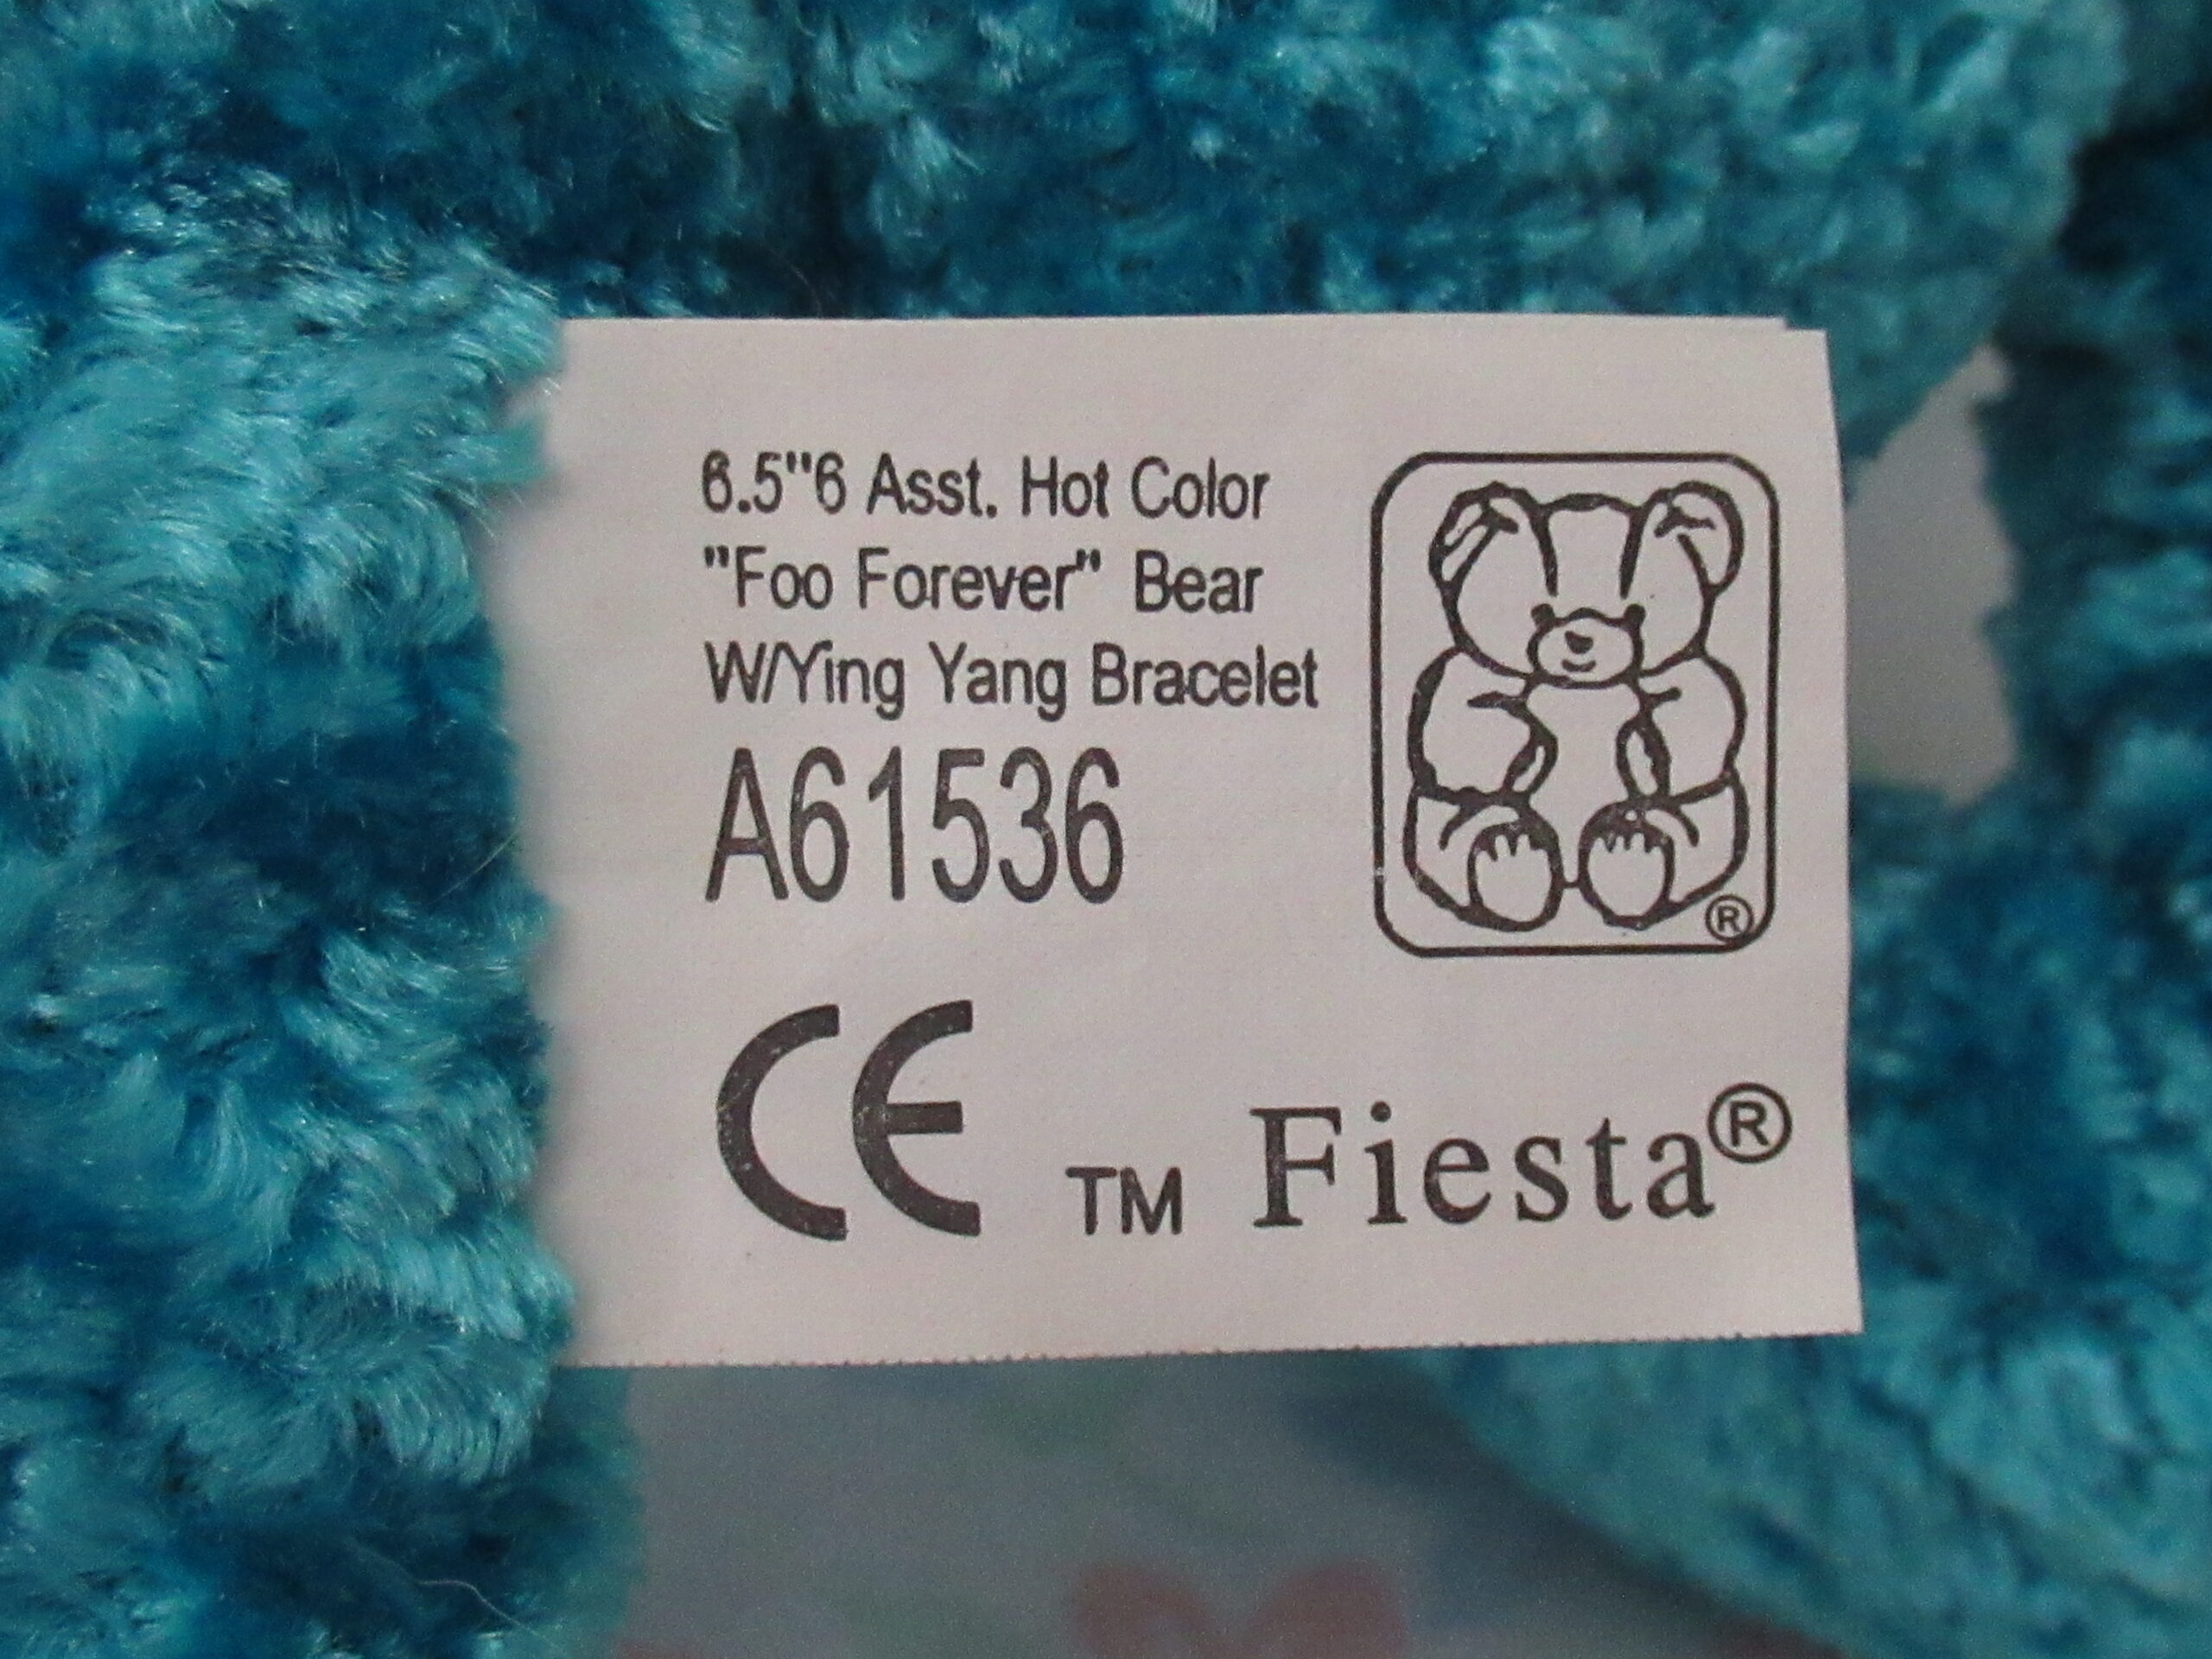 6.5"6 Asst. Hot Color
"Foo Forever" Bear
W/Ying Yang Bracelet
A61536
®
CE TM Fiesta®